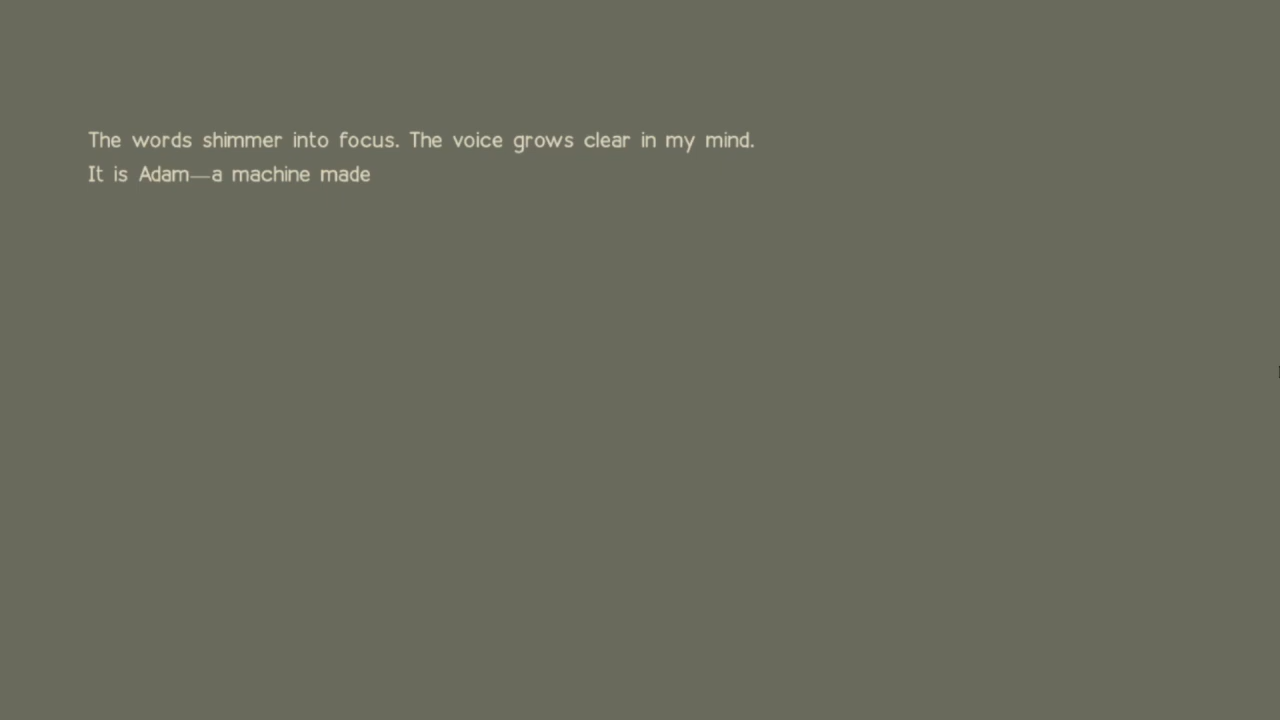 The words shimmer into focus. The voice grows clear in my mind.
It is Adam—a machine made